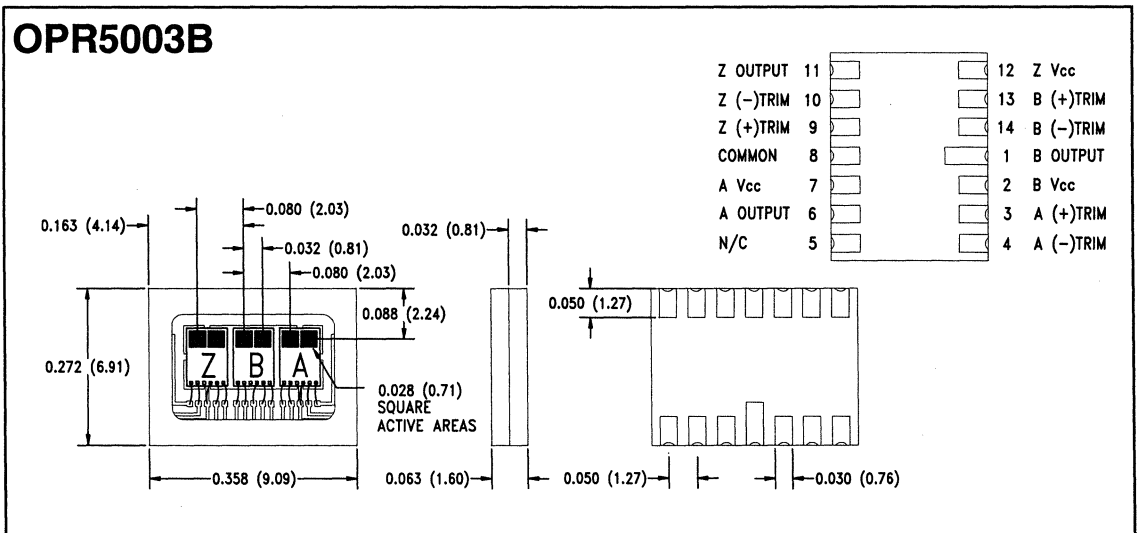 OPR5003B
Z OUTPUT 11
Z (-)TRIM 10
Z (+)TRIM 9
COMMON 8
A Vcc 7
A OUTPUT 6
N/C 5
12 Z Vcc
13 B (+)TRIM
14 B (-)TRIM
1 B OUTPUT
2 B Vcc
3 A (+)TRIM
4 A (-)TRIM
0.080 (2.03)
0.163 (4.14)
0.032 (0.81)
0.032 (0.81)
0.080 (2.03)
0.088 (2.24)
0.050 (1.27)
0.272 (6.91)
Z B A
0.028 (0.71)
SQUARE
ACTIVE AREAS
0.358 (9.09)
0.063 (1.60)
0.050 (1.27)
0.030 (0.76)